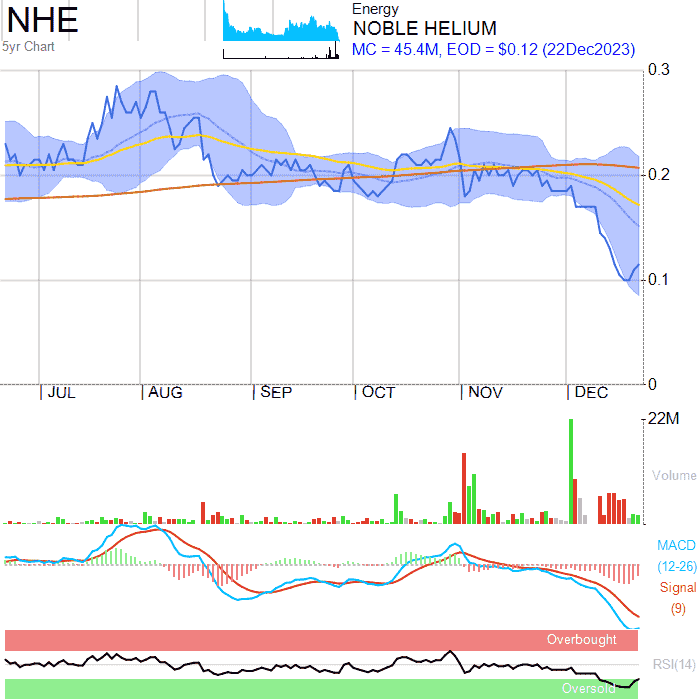 NHE
5yr Chart
Energy
NOBLE HELIUM
MC = 45.4M, EOD = $0.12 (22Dec2023)
0.3
0.2
0.1
0
JUL AUG SEP OCT NOV DEC
22M
Volume
MACD
(12-26)
Signal
(9)
Overbought
RSI(14)
Oversold